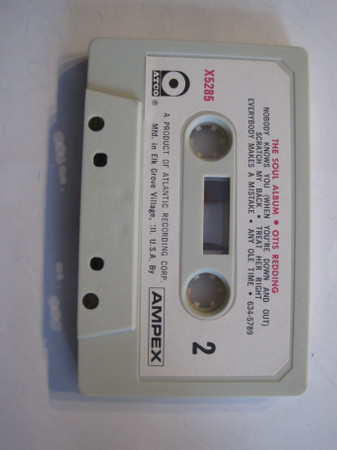 THE SOUL ALBUM • OTIS REDDING
NOBODY KNOWS YOU (WHEN YOU'RE DOWN AND OUT)
SCRATCH MY BACK • TREAT HER RIGHT
EVERYBODY MAKES A MISTAKE • ANY OLE TIME • 634-5789
X5285
2
ATCO ®
A PRODUCT OF ATLANTIC RECORDING CORP.
Mfd. in Elk Grove Village, Ill. U.S.A. By
AMPEX